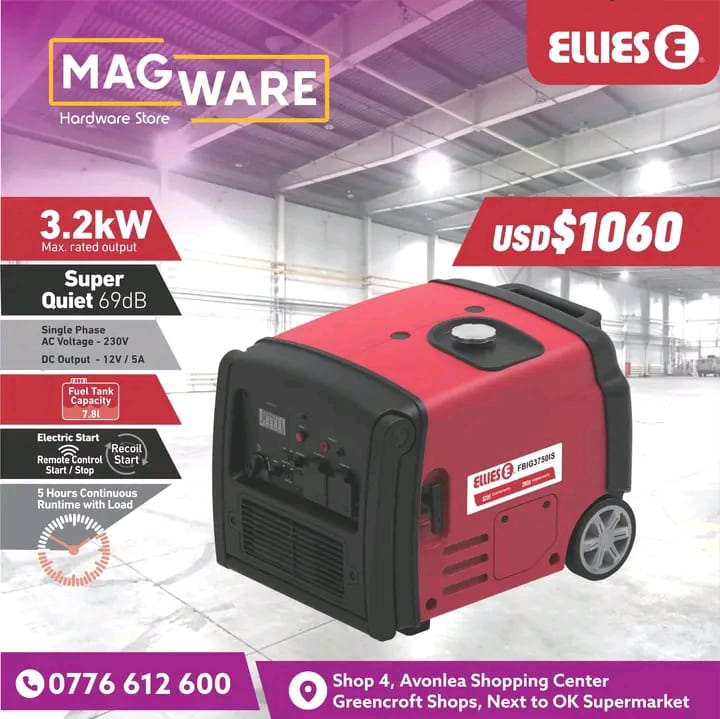 MAG WARE
Hardware Store
ELLIES
3.2kW
Max. rated output
USD$1060
Super
Quiet 69dB
Single Phase
AC Voltage - 230V
DC Output - 12V / 5A
Fuel Tank
Capacity
7.8l
Electric Start
Remote Control
Start / Stop
Recoil
Start
5 Hours Continuous
Runtime with Load
ELLIES FBIG3750IS
0776 612 600
Shop 4, Avonlea Shopping Center
Greencroft Shops, Next to OK Supermarket